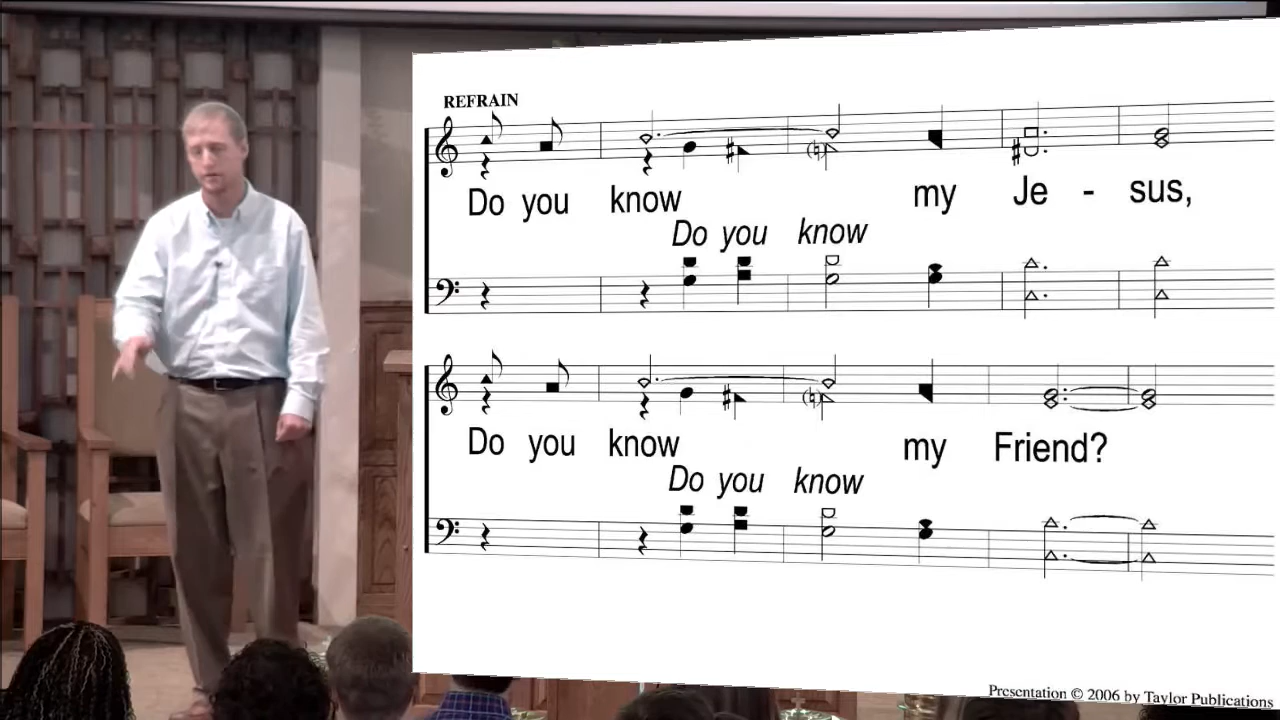 REFRAIN
Do you know my Je - sus,
Do you know
Do you know my Friend?
Do you know
Presentation © 2006 by Taylor Publications